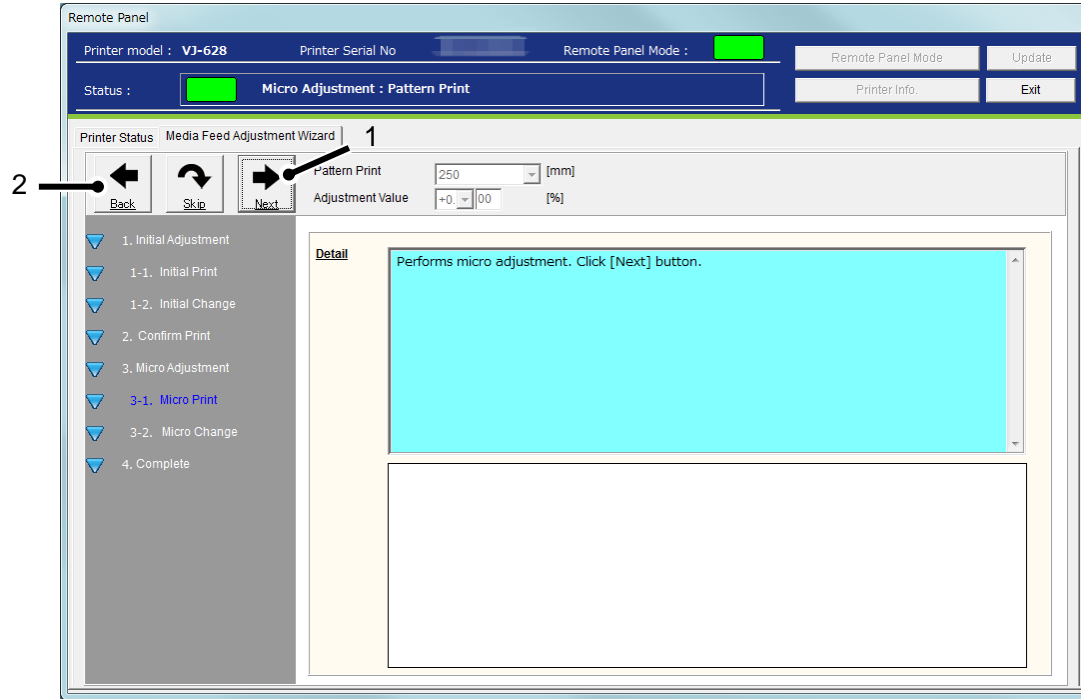 Remote Panel
Printer model : VJ-628 Printer Serial No Remote Panel Mode :
Remote Panel Mode Update
Status : Micro Adjustment : Pattern Print
Printer Info. Exit
Printer Status Media Feed Adjustment Wizard
1
2
Back Skip Next
Pattern Print 250 [mm]
Adjustment Value +0. 00 [%]
1. Initial Adjustment
1-1. Initial Print
1-2. Initial Change
2. Confirm Print
3. Micro Adjustment
3-1. Micro Print
3-2. Micro Change
4. Complete
Detail
Performs micro adjustment. Click [Next] button.